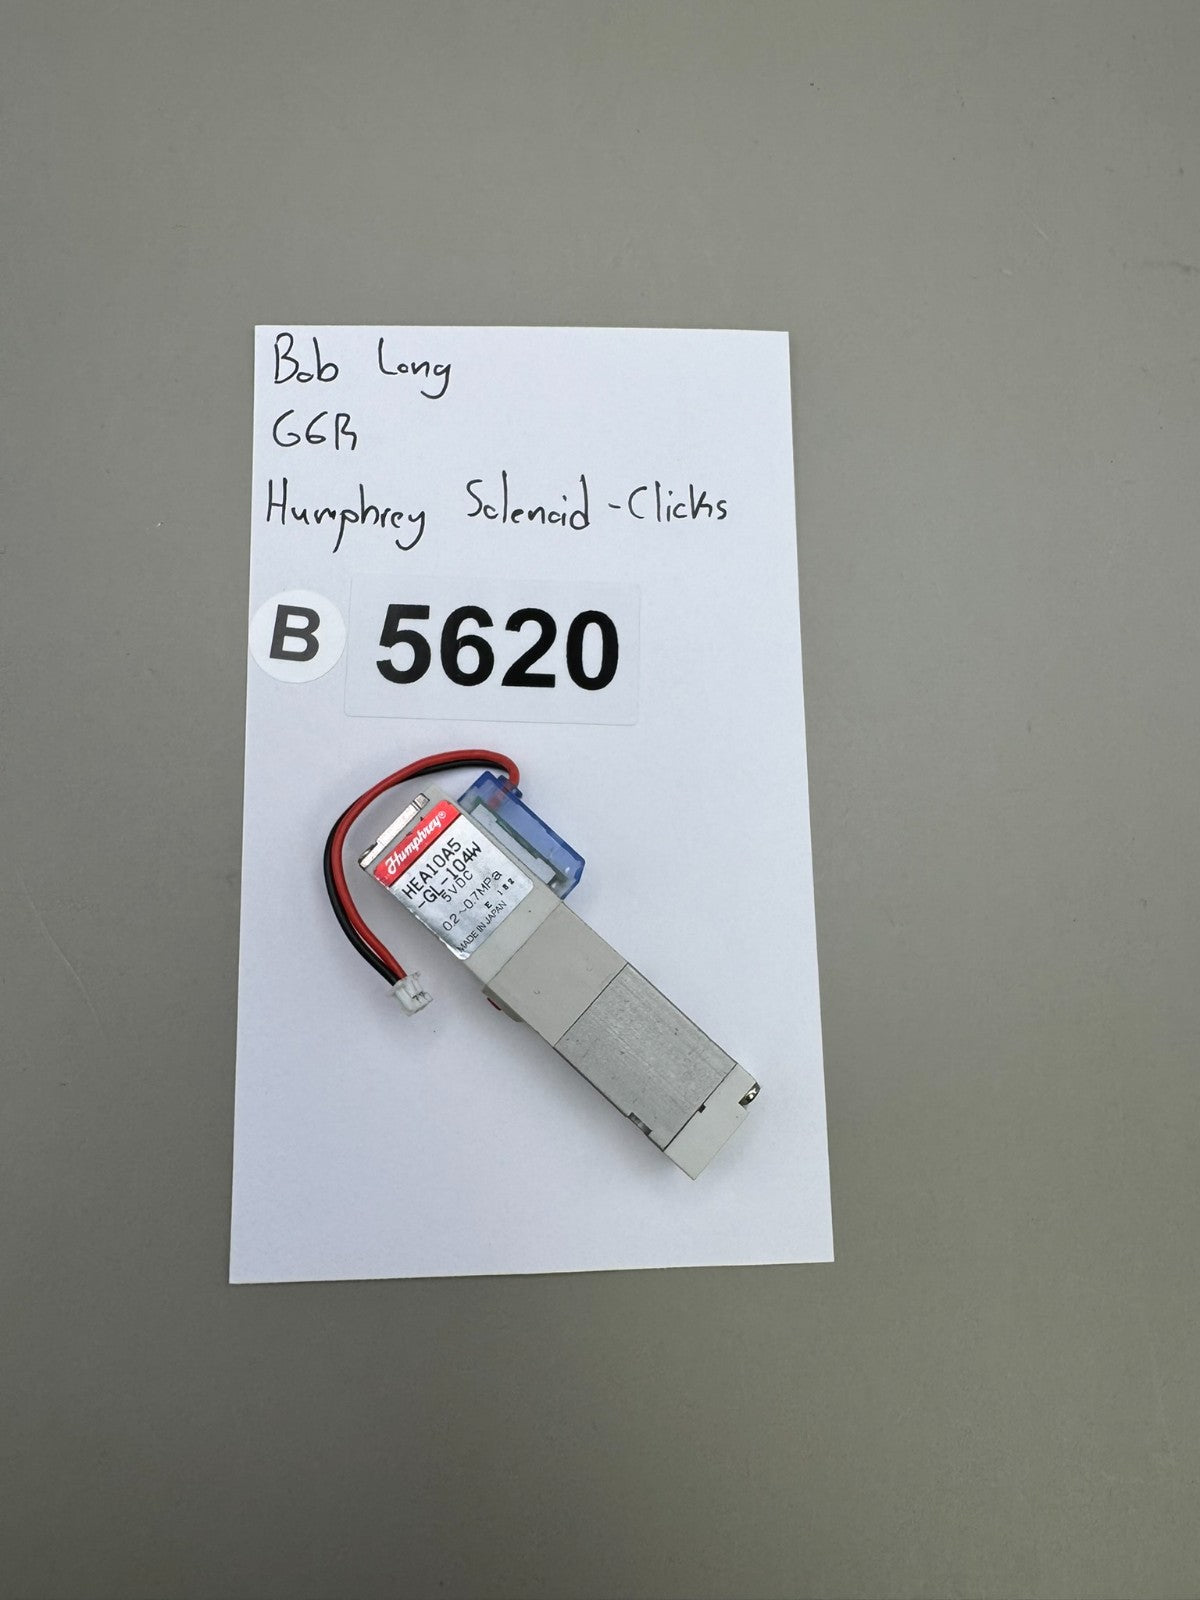 Bob Long
G6R
Humphrey Solenoid - Clicks
B 5620
Humphrey®
HEA10A5
-GL-104W
5VDC
0.2~0.7MPa
E 182
MADE IN JAPAN